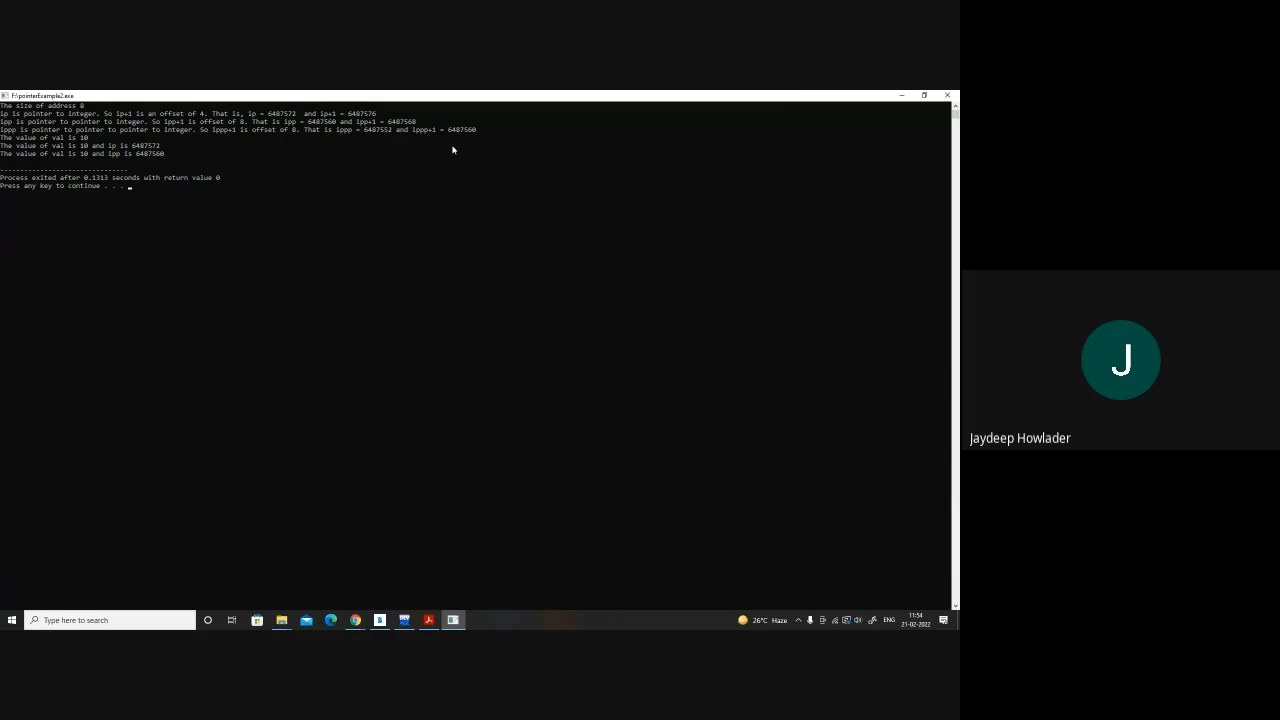 F:\pointerExample2.exe
The size of address 8
ip is pointer to integer. So ip+1 is an offset of 4. That is, ip = 6487572  and ip+1 = 6487576
ipp is pointer to pointer to integer. So ipp+1 is offset of 8. That is ipp = 6487560 and ipp+1 = 6487568
ippp is pointer to pointer to pointer to integer. So ippp+1 is offset of 8. That is ippp = 6487552 and ippp+1 = 6487560
The value of val is 10
The value of val is 10 and ip is 6487572
The value of val is 10 and ipp is 6487560
--------------------------------
Process exited after 0.1313 seconds with return value 0
Press any key to continue . . .
J
Jaydeep Howlader
Type here to search
26°C Haze
ENG
11:54
21-02-2022